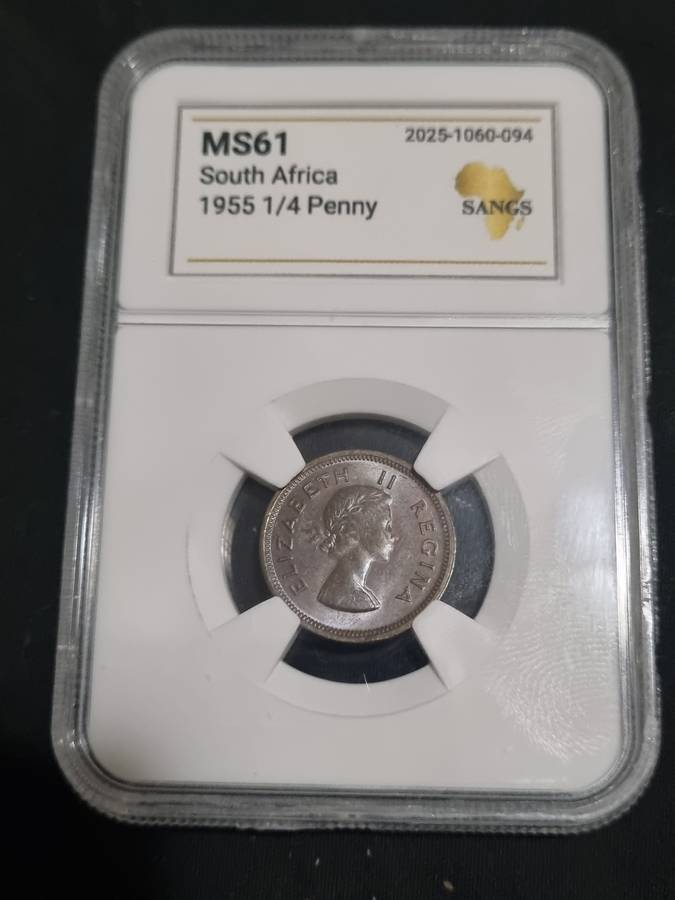 MS61
2025-1060-094
South Africa
1955 1/4 Penny
SANGS
ELIZABETH II REGINA